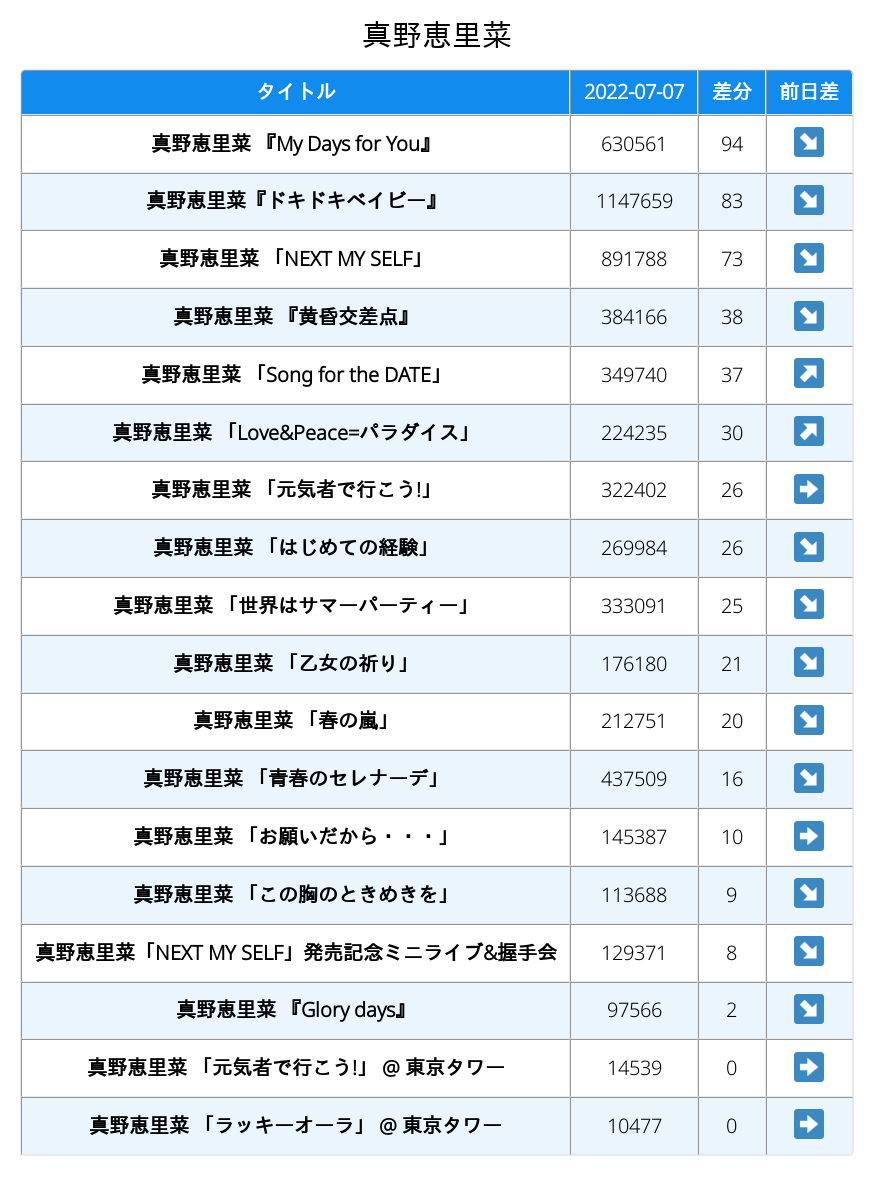 真野恵里菜
タイトル 2022-07-07 差分 前日差
真野恵里菜 『My Days for You』 630561 94 ↘
真野恵里菜『ドキドキベイビー』 1147659 83 ↘
真野恵里菜 「NEXT MY SELF」 891788 73 ↘
真野恵里菜 『黄昏交差点』 384166 38 ↘
真野恵里菜 「Song for the DATE」 349740 37 ↗
真野恵里菜 「Love&Peace=パラダイス」 224235 30 ↗
真野恵里菜 「元気者で行こう!」 322402 26 ➡
真野恵里菜 「はじめての経験」 269984 26 ↘
真野恵里菜 「世界はサマーパーティー」 333091 25 ↘
真野恵里菜 「乙女の祈り」 176180 21 ↘
真野恵里菜 「春の嵐」 212751 20 ↘
真野恵里菜 「青春のセレナーデ」 437509 16 ↘
真野恵里菜 「お願いだから・・・」 145387 10 ➡
真野恵里菜 「この胸のときめきを」 113688 9 ↘
真野恵里菜「NEXT MY SELF」発売記念ミニライブ&握手会 129371 8 ↘
真野恵里菜 『Glory days』 97566 2 ↘
真野恵里菜 「元気者で行こう!」 @ 東京タワー 14539 0 ➡
真野恵里菜 「ラッキーオーラ」 @ 東京タワー 10477 0 ➡